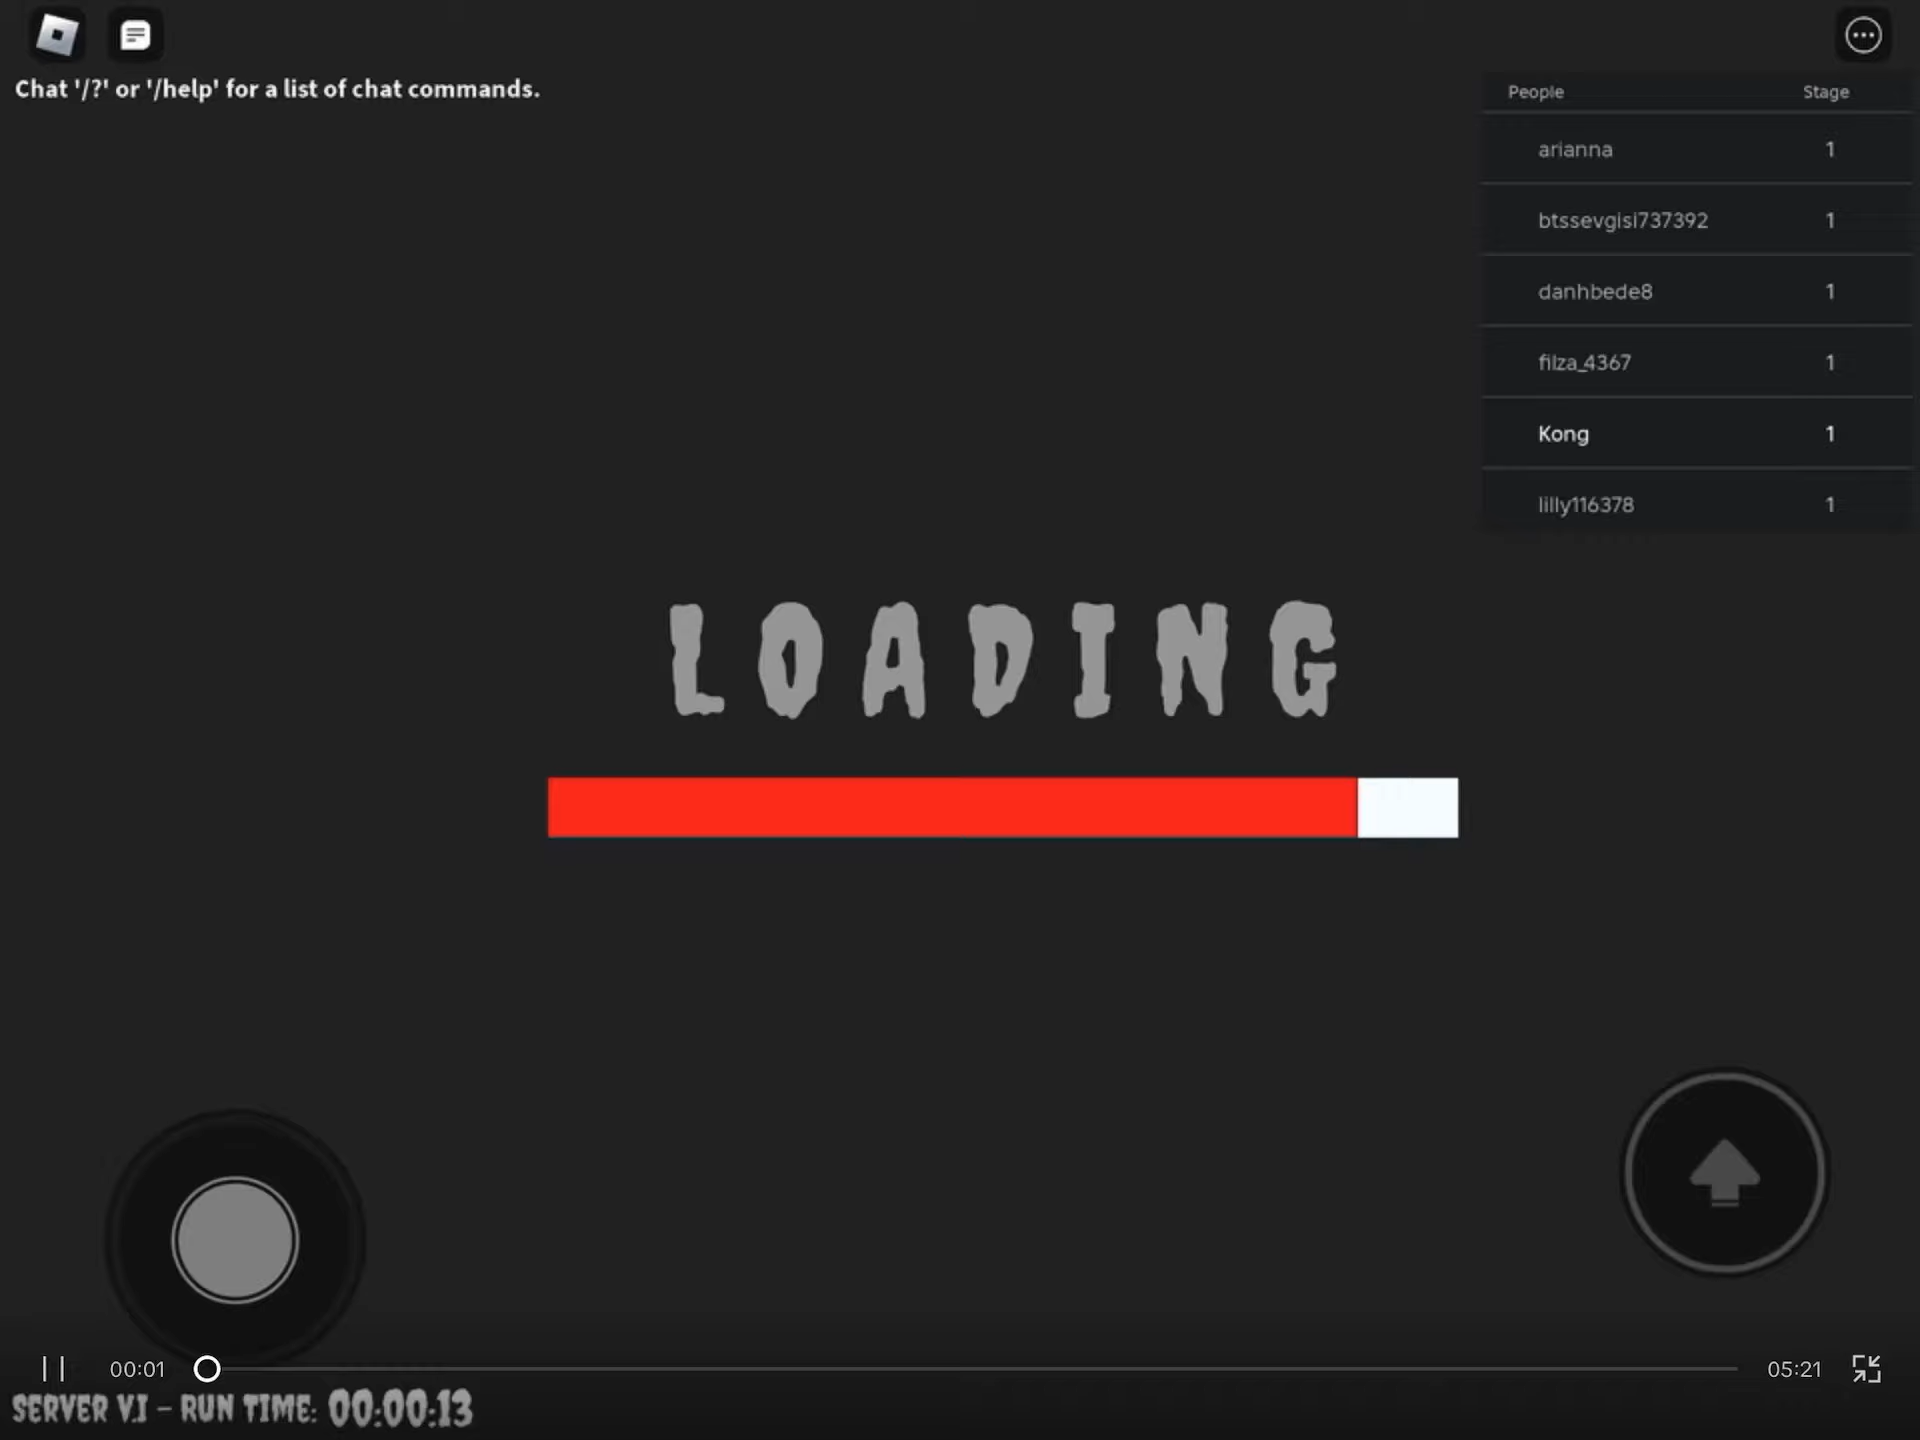 Chat '/?' or '/help' for a list of chat commands.
People Stage
arianna 1
btssevgisi737392 1
danhbede8 1
filza_4367 1
Kong 1
lilly116378 1
LOADING
00:01 05:21
SERVER V.I - RUN TIME: 00:00:13